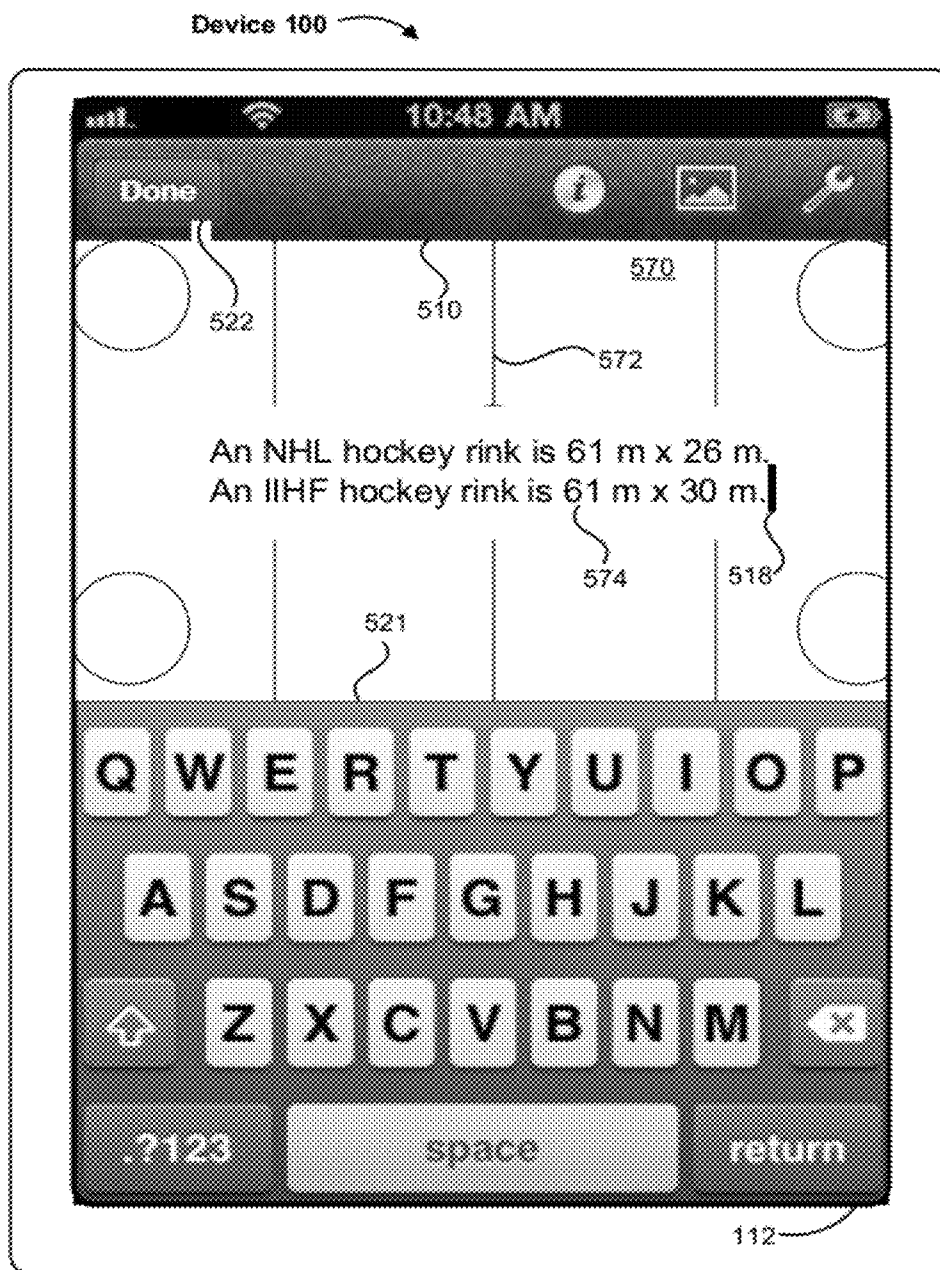 Device 100
10:48 AM
Done
570
522
510
572
An NHL hockey rink is 61 m x 26 m.
An IIHF hockey rink is 61 m x 30 m.
574
518
521
Q W E R T Y U I O P
A S D F G H J K L
Z X C V B N M
.?123 space return
112